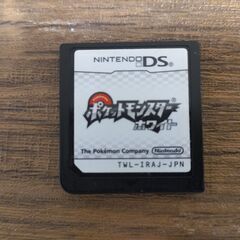 NINTENDO DS
ポケットモンスター
ホワイト
The Pokémon Company Nintendo
TWL-IRAJ-JPN